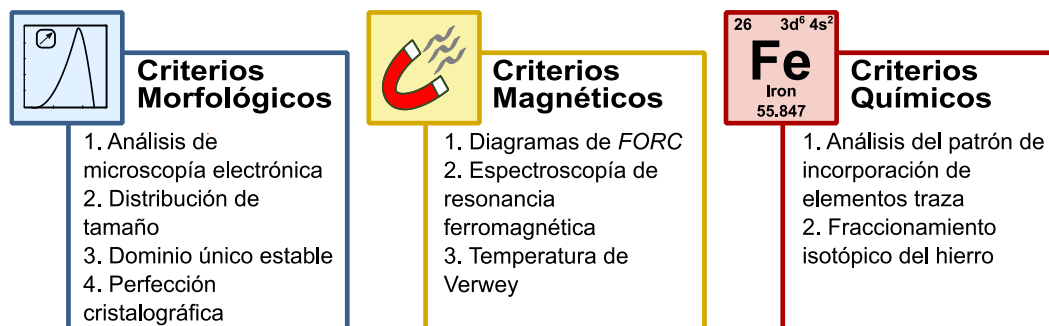 Criterios
Morfológicos
1. Análisis de
microscopía electrónica
2. Distribución de
tamaño
3. Dominio único estable
4. Perfección
cristalográfica
Criterios
Magnéticos
1. Diagramas de FORC
2. Espectroscopía de
resonancia
ferromagnética
3. Temperatura de
Verwey
26 3d⁶ 4s²
Fe
Iron
55.847
Criterios
Químicos
1. Análisis del patrón de
incorporación de
elementos traza
2. Fraccionamiento
isotópico del hierro